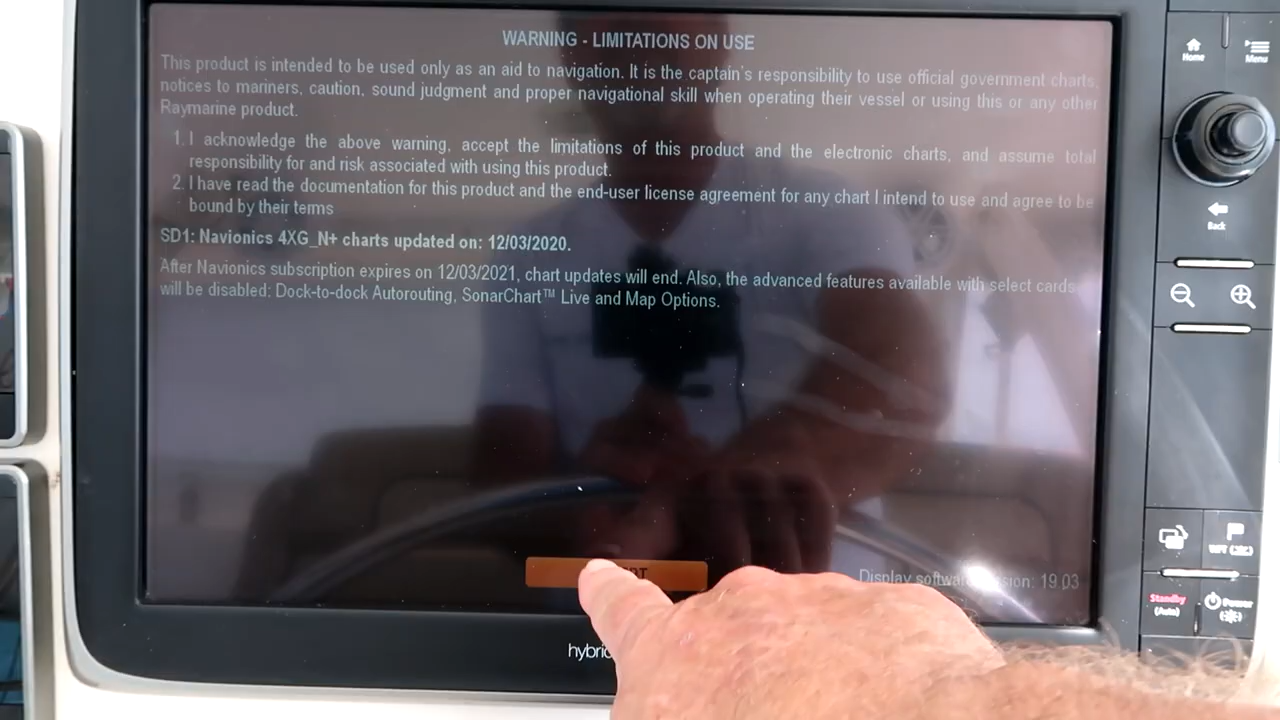 WARNING - LIMITATIONS ON USE
This product is intended to be used only as an aid to navigation. It is the captain's responsibility to use official government charts,
notices to mariners, caution, sound judgment and proper navigational skill when operating their vessel or using this or any other
Raymarine product.
1. I acknowledge the above warning, accept the limitations of this product and the electronic charts, and assume total
responsibility for and risk associated with using this product.
2. I have read the documentation for this product and the end-user license agreement for any chart I intend to use and agree to be
bound by their terms
SD1: Navionics 4XG_N+ charts updated on: 12/03/2020.
After Navionics subscription expires on 12/03/2021, chart updates will end. Also, the advanced features available with select cards
will be disabled: Dock-to-dock Autorouting, SonarChart™ Live and Map Options.
Display software
19.03
Home
Menu
Back
Standby
(Auto)
Power